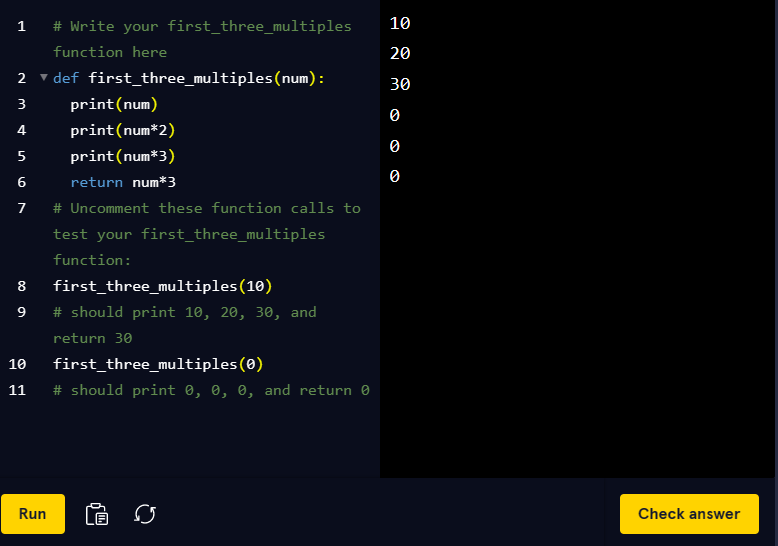 1 # Write your first_three_multiples
function here
2 def first_three_multiples(num):
3 print(num)
4 print(num*2)
5 print(num*3)
6 return num*3
7 # Uncomment these function calls to
test your first_three_multiples
function:
8 first_three_multiples(10)
9 # should print 10, 20, 30, and
return 30
10 first_three_multiples(0)
11 # should print 0, 0, 0, and return 0
10
20
30
0
0
0
Run
Check answer